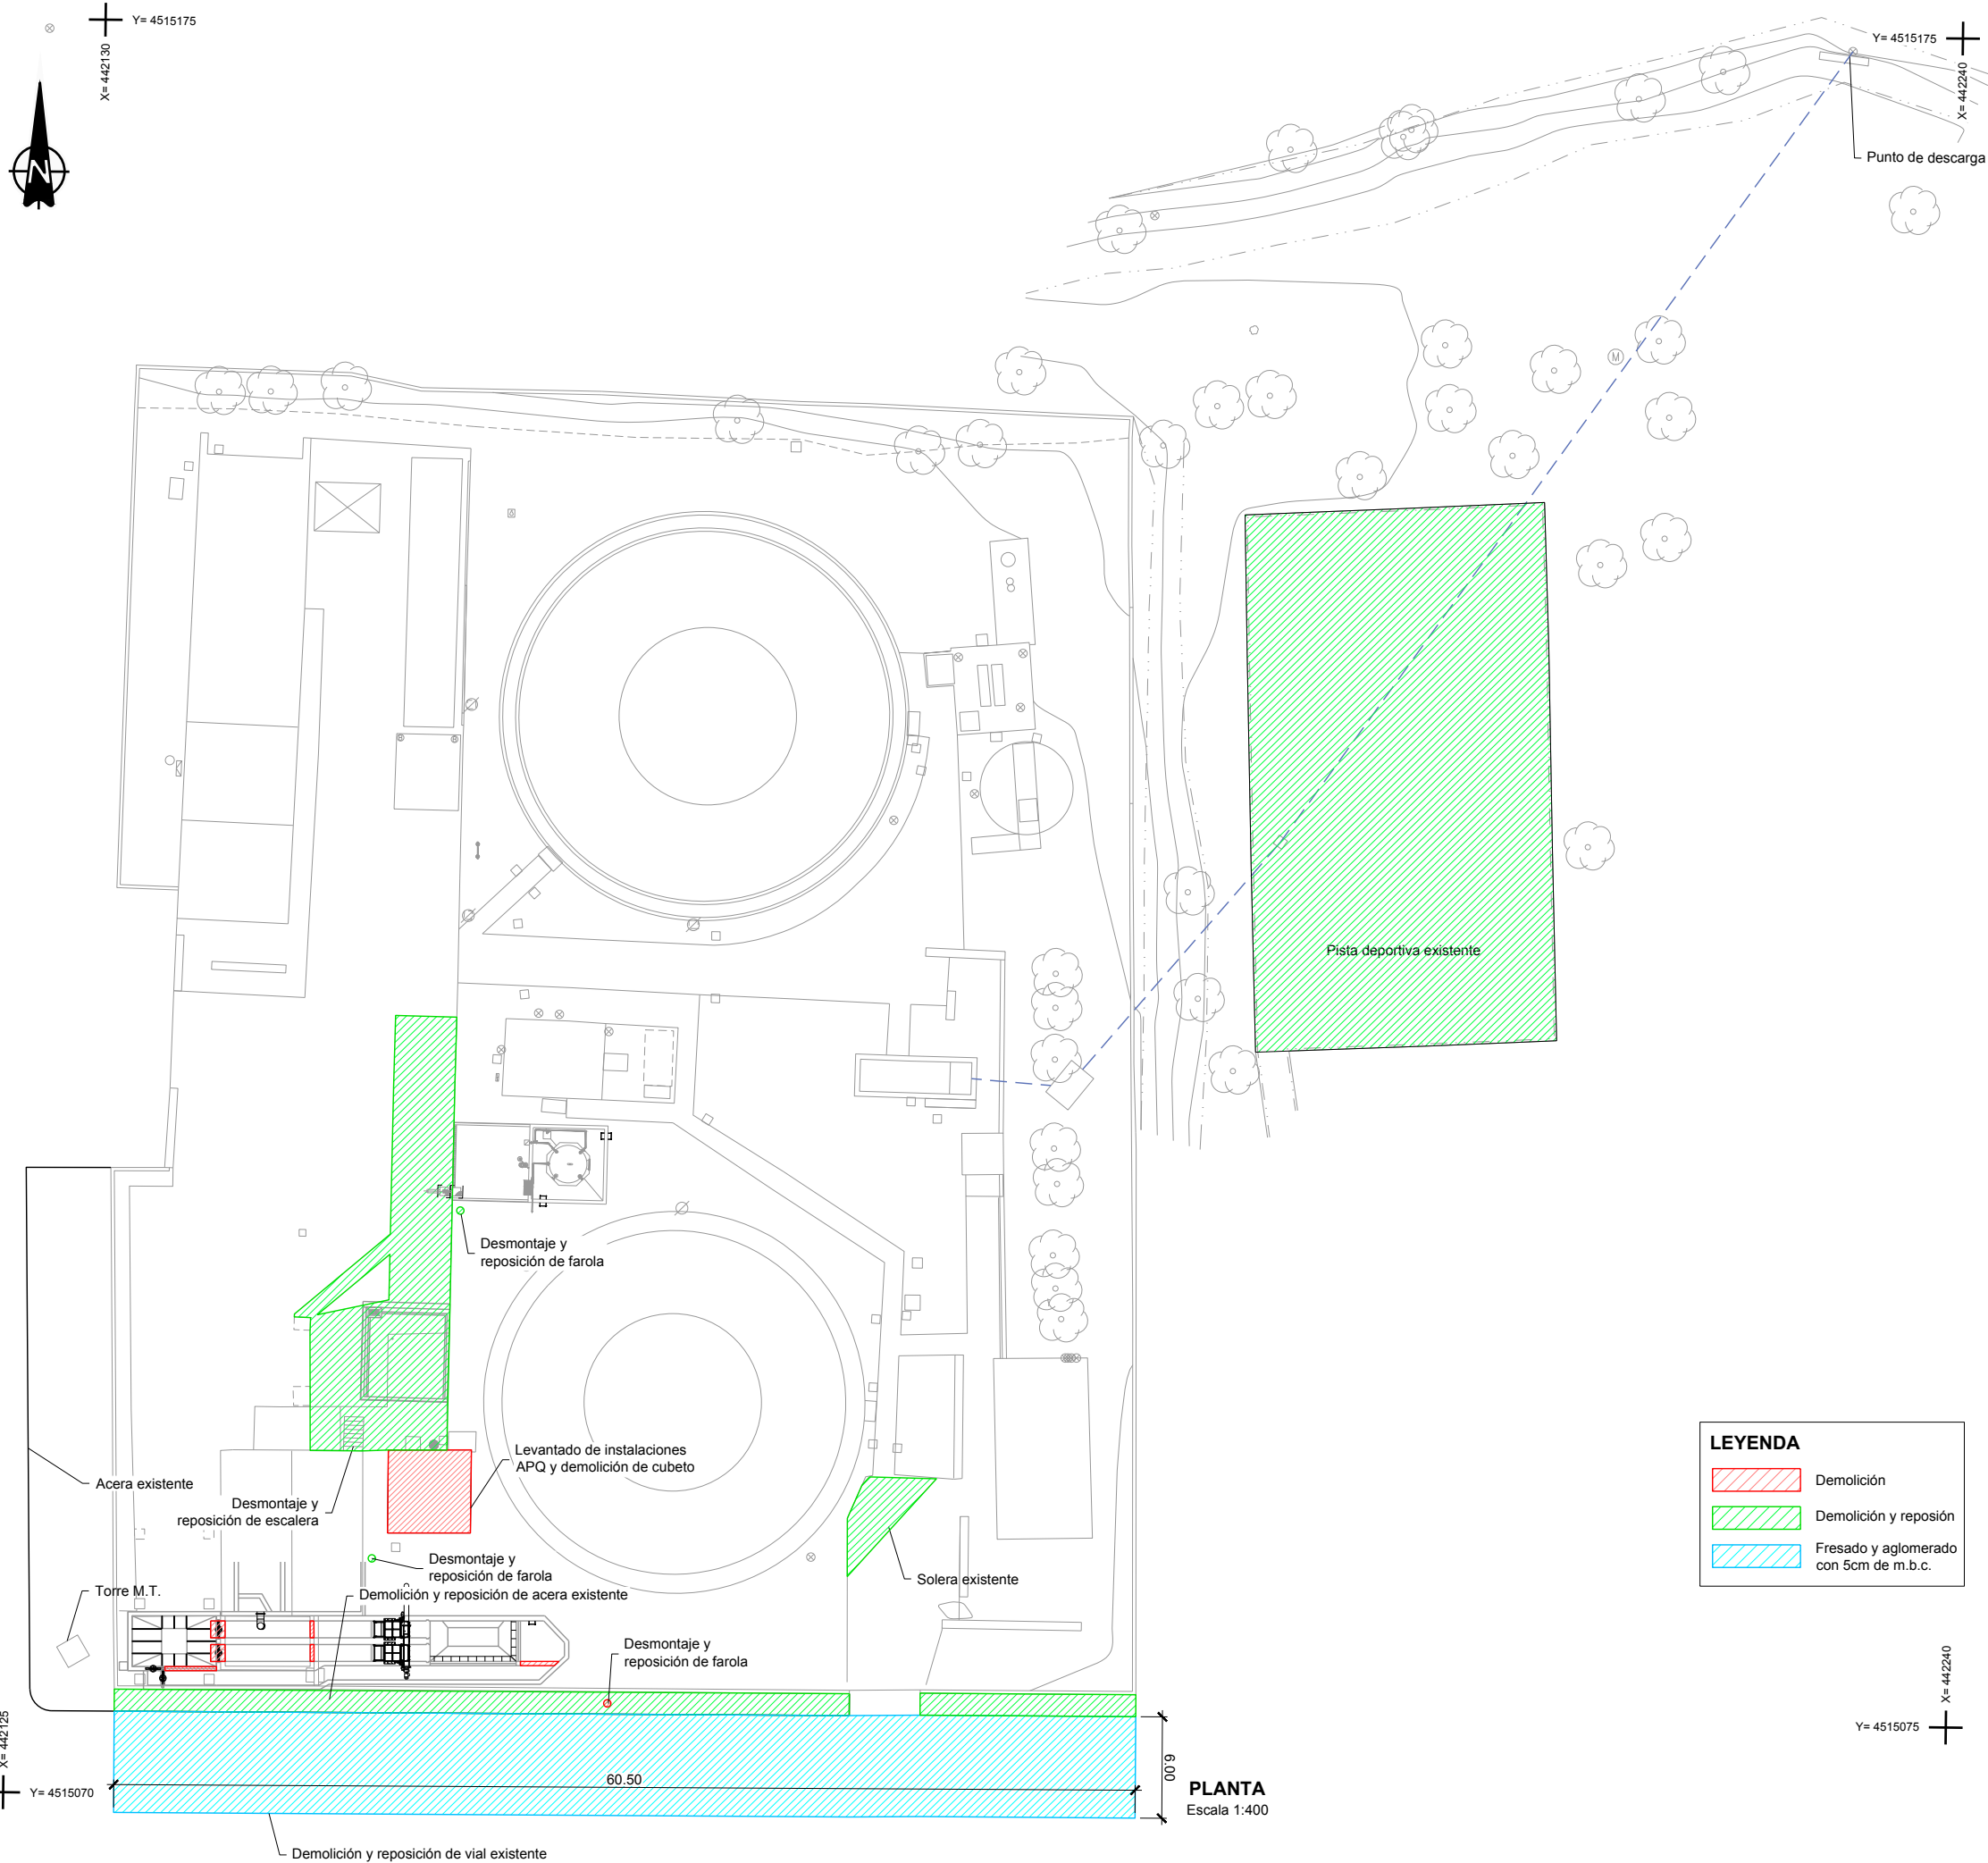 Y= 4515175
X= 442130
N
Y= 4515175
X= 442240
Punto de descarga
M
Pista deportiva existente
Desmontaje y
reposición de farola
Levantado de instalaciones
APQ y demolición de cubeto
Acera existente
Desmontaje y
reposición de escalera
Desmontaje y
reposición de farola
Demolición y reposición de acera existente
Torre M.T.
Solera existente
Desmontaje y
reposición de farola
LEYENDA
Demolición
Demolición y reposión
Fresado y aglomerado
con 5cm de m.b.c.
X= 442240
Y= 4515075
X= 442125
Y= 4515070
60.50
6.00
PLANTA
Escala 1:400
Demolición y reposición de vial existente